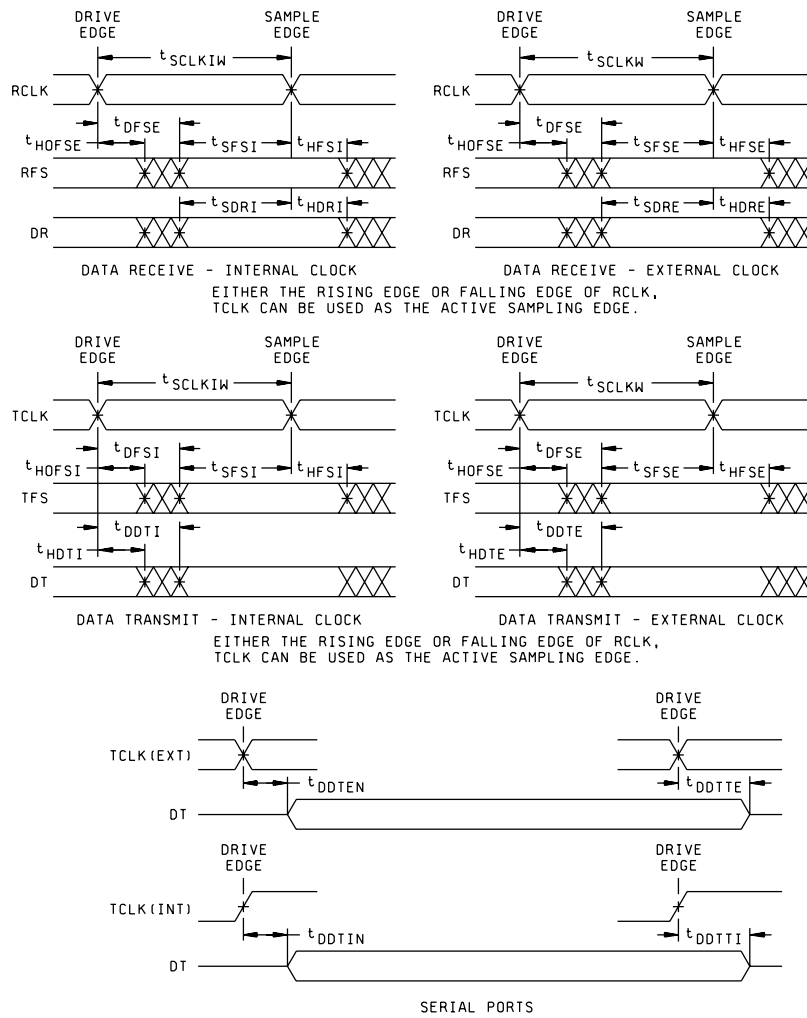 DRIVE EDGE
SAMPLE EDGE
tSCLKIW
RCLK
tDFSE
tHOFSE
tSFSI
tHFSI
RFS
tSDRI
tHDRI
DR
DATA RECEIVE - INTERNAL CLOCK
DRIVE EDGE
SAMPLE EDGE
tSCLKW
RCLK
tDFSE
tHOFSE
tSFSE
tHFSE
RFS
tSDRE
tHDRE
DR
DATA RECEIVE - EXTERNAL CLOCK
EITHER THE RISING EDGE OR FALLING EDGE OF RCLK,
TCLK CAN BE USED AS THE ACTIVE SAMPLING EDGE.
DRIVE EDGE
SAMPLE EDGE
tSCLKIW
TCLK
tDFSI
tHOFSI
tSFSI
tHFSI
TFS
tDDTI
tHDTI
DT
DATA TRANSMIT - INTERNAL CLOCK
DRIVE EDGE
SAMPLE EDGE
tSCLKW
TCLK
tDFSE
tHOFSE
tSFSE
tHFSE
TFS
tDDTE
tHDTE
DT
DATA TRANSMIT - EXTERNAL CLOCK
EITHER THE RISING EDGE OR FALLING EDGE OF RCLK,
TCLK CAN BE USED AS THE ACTIVE SAMPLING EDGE.
DRIVE EDGE
DRIVE EDGE
TCLK(EXT)
tDDTEN
tDDTTE
DT
DRIVE EDGE
DRIVE EDGE
TCLK(INT)
tDDTIN
tDDTTI
DT
SERIAL PORTS